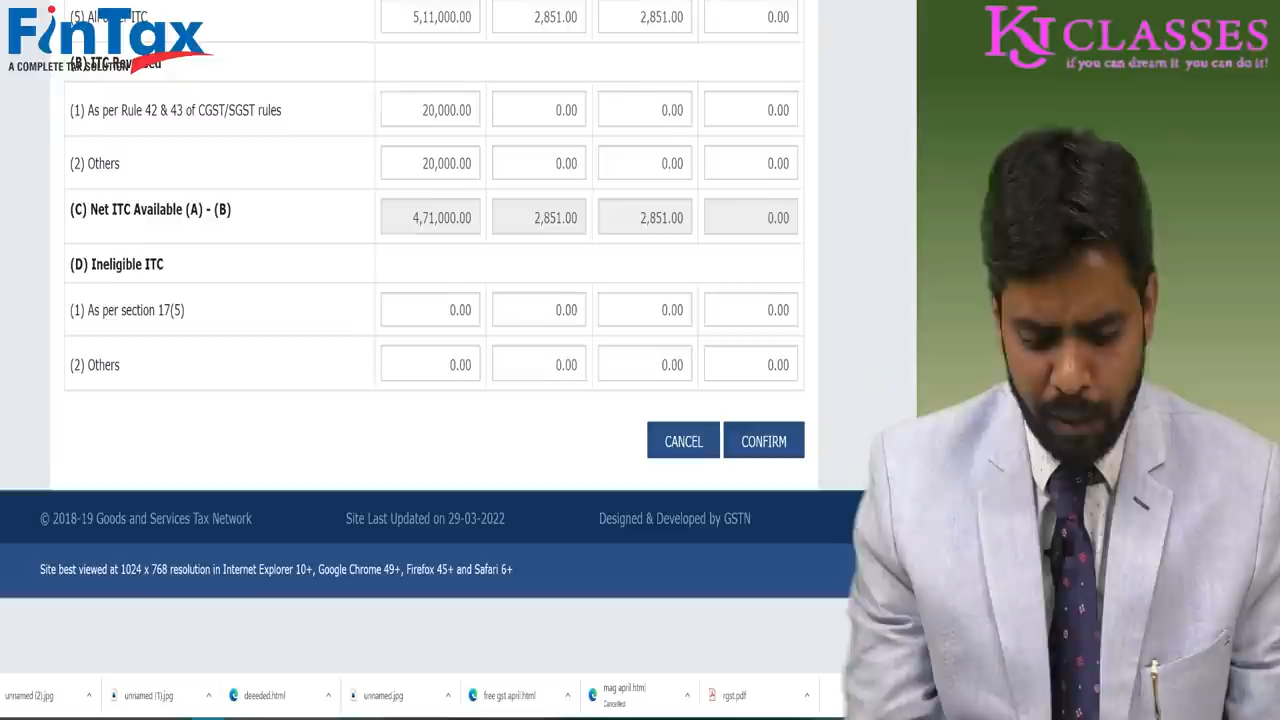 FinTax
A COMPLETE TAX SOLUTION
KJ CLASSES
if you can dream it you can do it!
(5) All ITC 5,11,000.00 2,851.00 2,851.00 0.00
(B) ITC
(1) As per Rule 42 & 43 of CGST/SGST rules 20,000.00 0.00 0.00 0.00
(2) Others 20,000.00 0.00 0.00 0.00
(C) Net ITC Available (A) - (B) 4,71,000.00 2,851.00 2,851.00 0.00
(D) Ineligible ITC
(1) As per section 17(5) 0.00 0.00 0.00 0.00
(2) Others 0.00 0.00 0.00 0.00
CANCEL CONFIRM
© 2018-19 Goods and Services Tax Network Site Last Updated on 29-03-2022 Designed & Developed by GSTN
Site best viewed at 1024 x 768 resolution in Internet Explorer 10+, Google Chrome 49+, Firefox 45+ and Safari 6+
unnamed (2).jpg unnamed (1).jpg deeeded.html unnamed.jpg free gst april.html mag april.html rgst.pdf
Cancelled